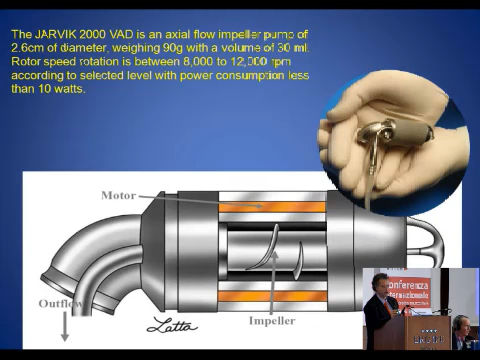 The JARVIK 2000 VAD is an axial flow impeller pump of
2.6cm of diameter, weighing 90g with a volume of 30 ml.
Rotor speed rotation is between 8,000 to 12,000 rpm
according to selected level with power consumption less
than 10 watts.
Motor
Outflow
Impeller
Latta
onferenza